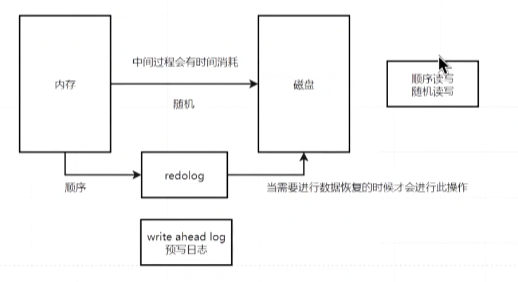 内存
中间过程会有时间消耗
随机
磁盘
顺序读写
随机读写
顺序
redolog
当需要进行数据恢复的时候才会进行此操作
write ahead log
预写日志